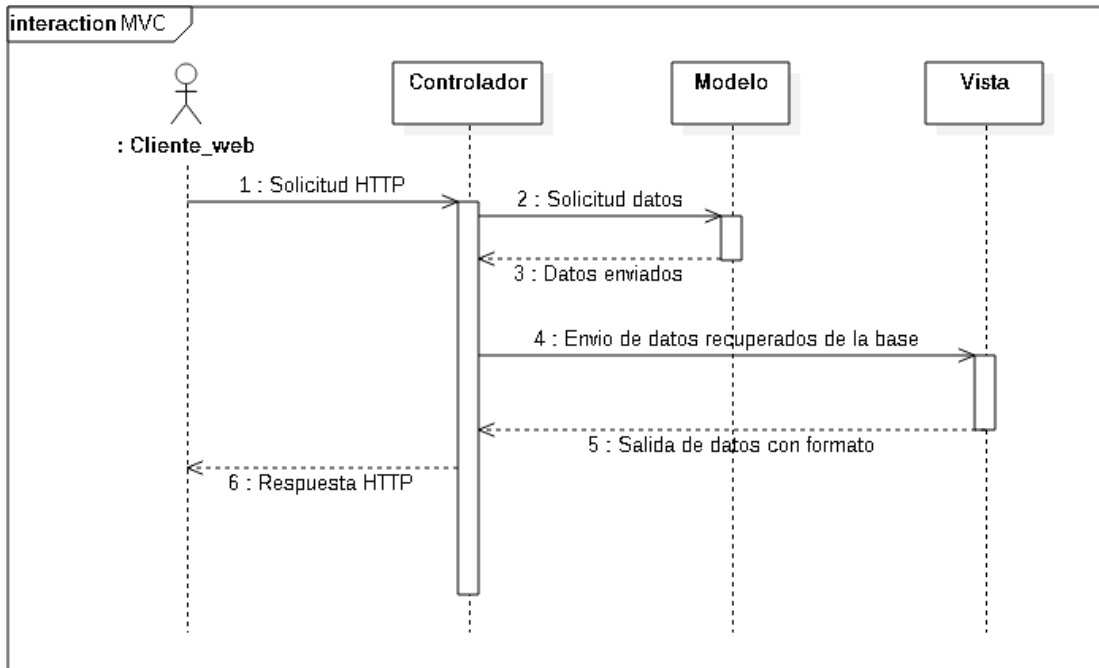 interaction MVC
Controlador
Modelo
Vista
: Cliente_web
1 : Solicitud HTTP
2 : Solicitud datos
3 : Datos enviados
4 : Envio de datos recuperados de la base
5 : Salida de datos con formato
6 : Respuesta HTTP